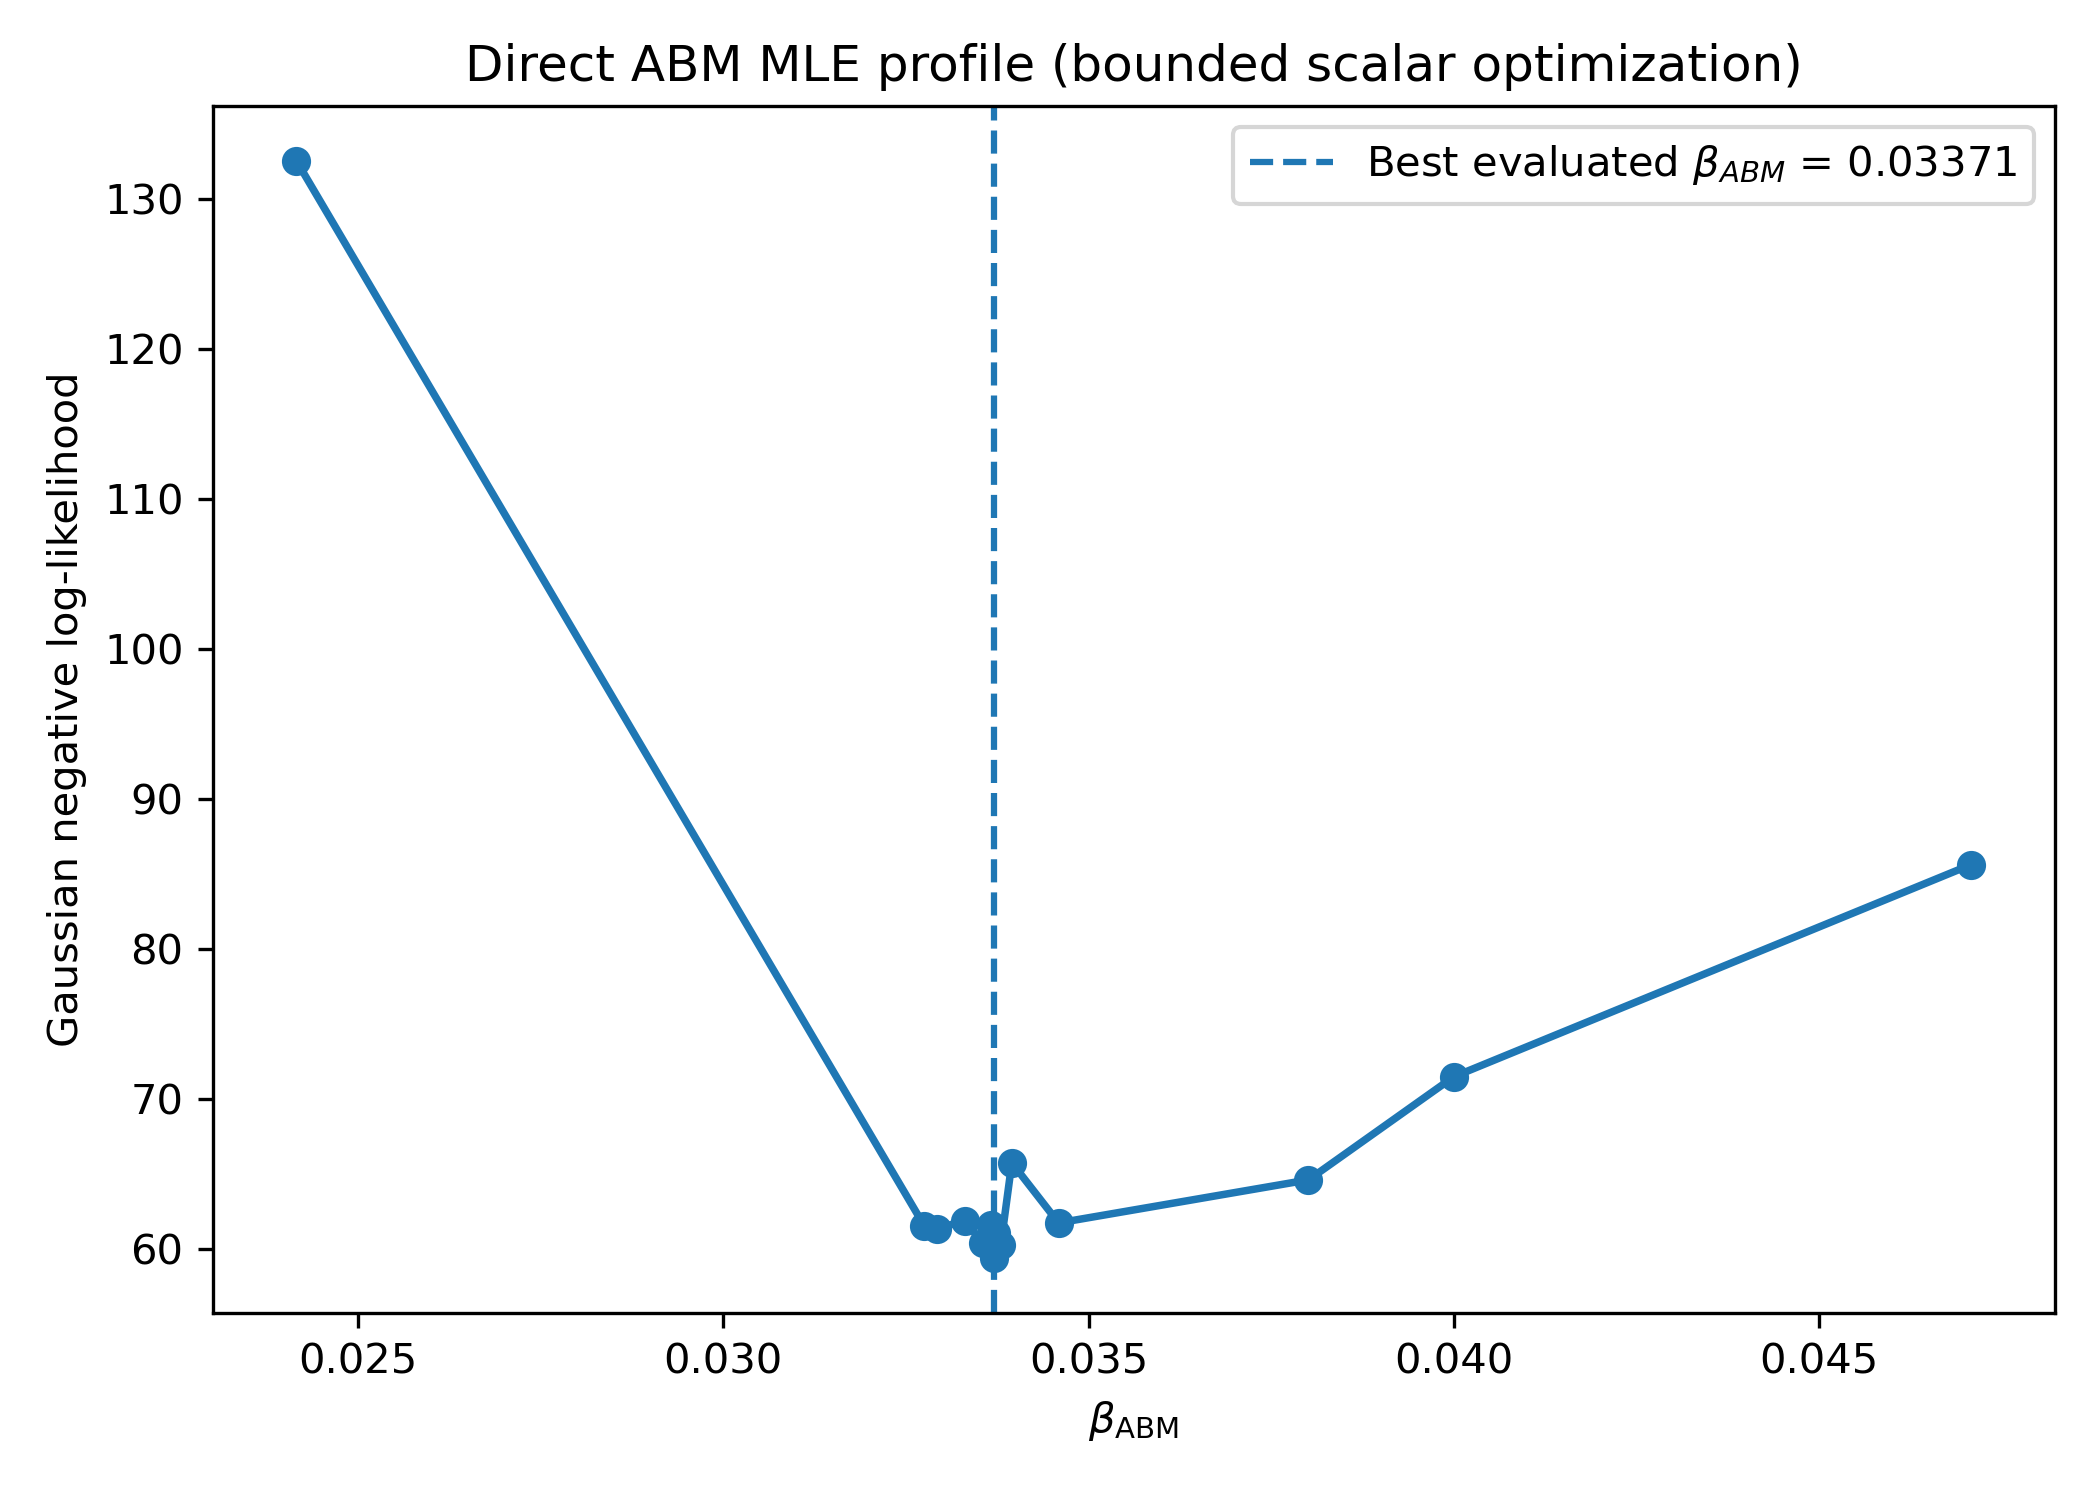 Direct ABM MLE profile (bounded scalar optimization)
Best evaluated β_ABM = 0.03371
Gaussian negative log-likelihood
130
120
110
100
90
80
70
60
0.025 0.030 0.035 0.040 0.045
β_ABM